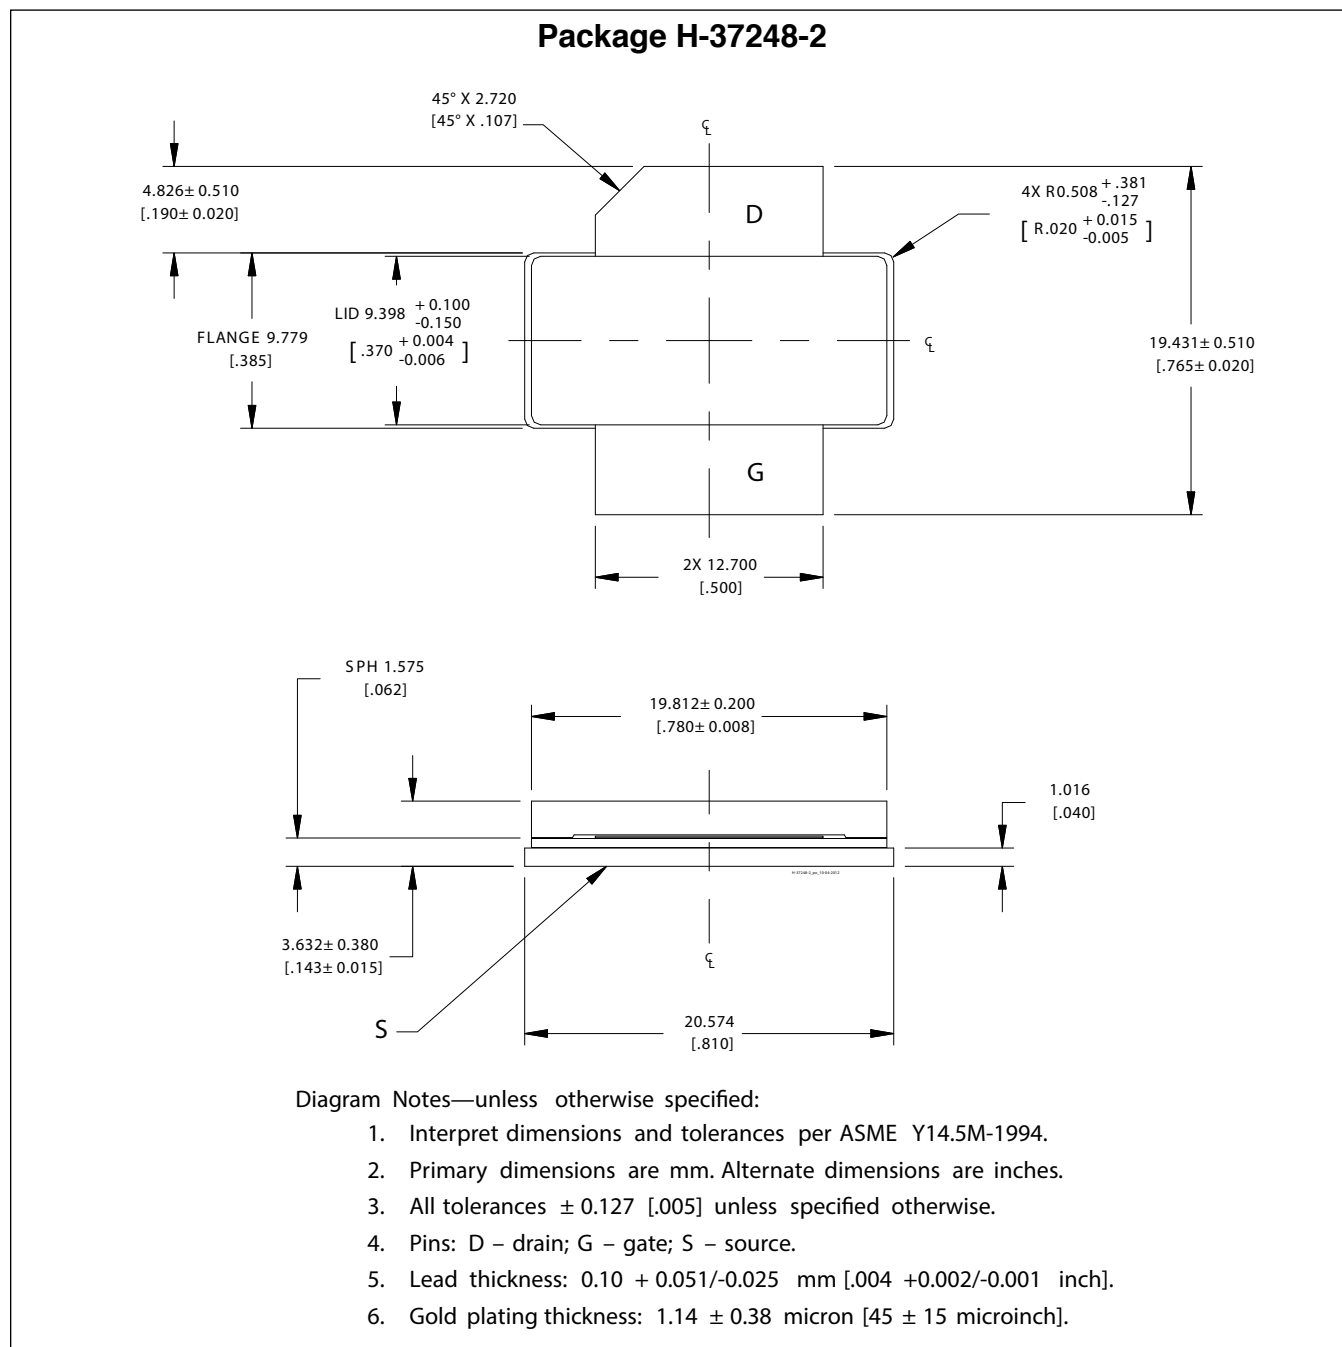 Package H-37248-2
45° X 2.720
[45° X .107]
℄
4.826± 0.510
[.190± 0.020]
D
4X R0.508 + .381
-.127
[ R.020 + 0.015 ]
-0.005
LID 9.398 + 0.100
-0.150
[ .370 + 0.004 ]
-0.006
FLANGE 9.779
[.385]
℄
19.431± 0.510
[.765± 0.020]
G
2X 12.700
[.500]
SPH 1.575
[.062]
19.812± 0.200
[.780± 0.008]
1.016
[.040]
H-37248-2_po_10-04-2012
3.632± 0.380
[.143± 0.015]
℄
S
20.574
[.810]
Diagram Notes—unless otherwise specified:
1. Interpret dimensions and tolerances per ASME Y14.5M-1994.
2. Primary dimensions are mm. Alternate dimensions are inches.
3. All tolerances ± 0.127 [.005] unless specified otherwise.
4. Pins: D – drain; G – gate; S – source.
5. Lead thickness: 0.10 + 0.051/-0.025 mm [.004 +0.002/-0.001 inch].
6. Gold plating thickness: 1.14 ± 0.38 micron [45 ± 15 microinch].